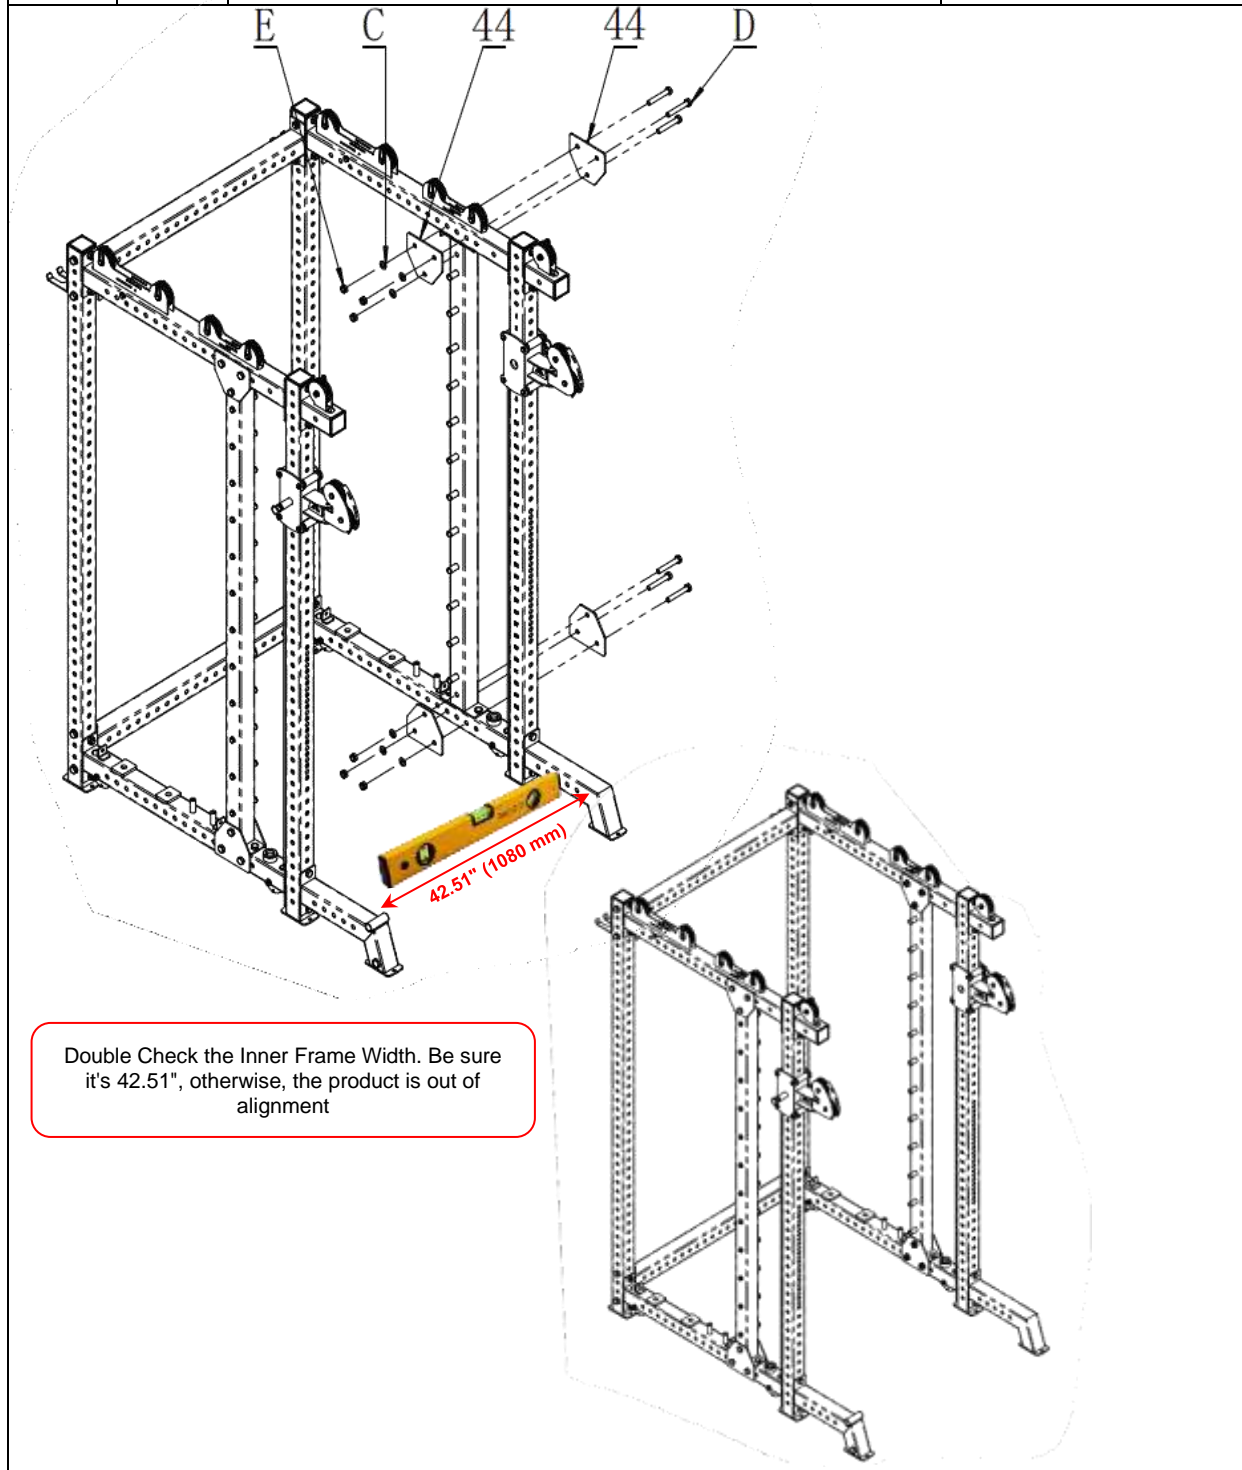 E C 44 44 D
42.51" (1080 mm)
Double Check the Inner Frame Width. Be sure
it's 42.51", otherwise, the product is out of
alignment